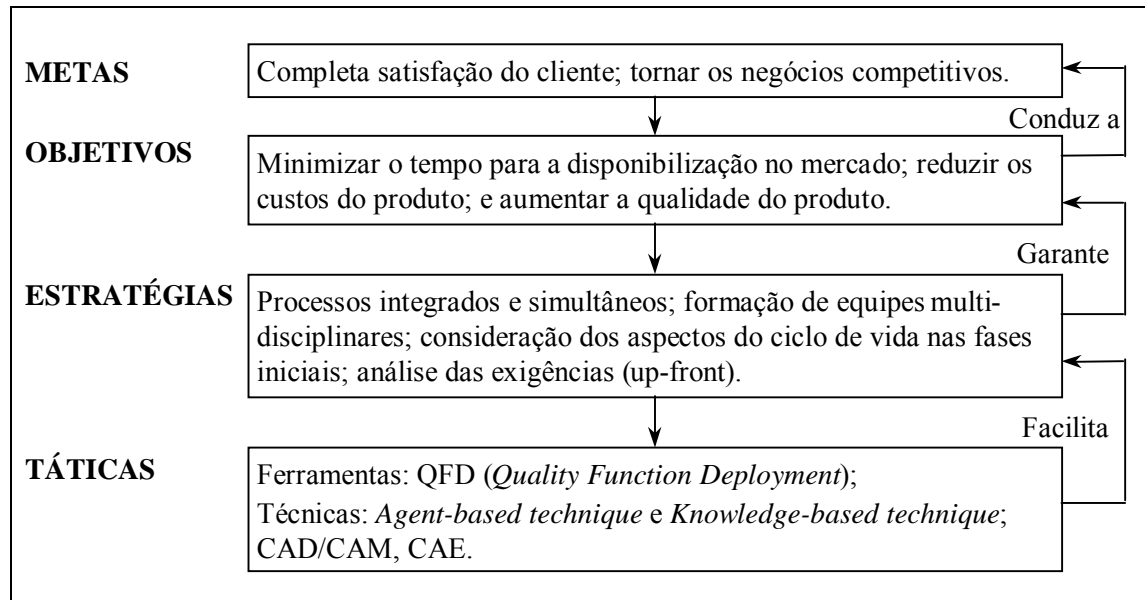 METAS
Completa satisfação do cliente; tornar os negócios competitivos.
Conduz a
OBJETIVOS
Minimizar o tempo para a disponibilização no mercado; reduzir os
custos do produto; e aumentar a qualidade do produto.
Garante
ESTRATÉGIAS
Processos integrados e simultâneos; formação de equipes multi-
disciplinares; consideração dos aspectos do ciclo de vida nas fases
iniciais; análise das exigências (up-front).
Facilita
TÁTICAS
Ferramentas: QFD (Quality Function Deployment);
Técnicas: Agent-based technique e Knowledge-based technique;
CAD/CAM, CAE.